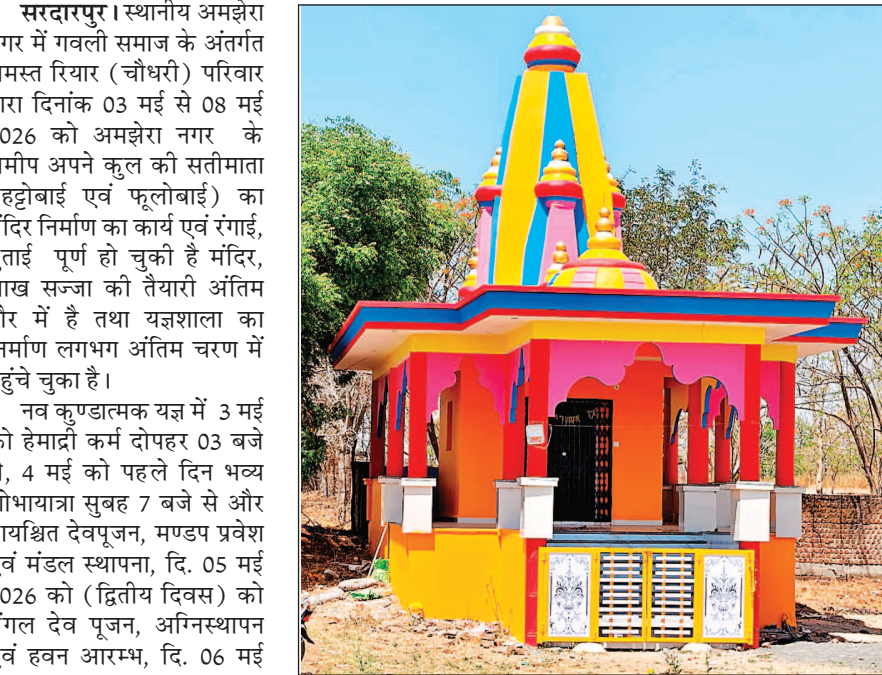 सरदारपुर। स्थानीय अमझेरा
गर में गवली समाज के अंतर्गत
मस्त रियार (चौधरी) परिवार
ारा दिनांक 03 मई से 08 मई
026 को अमझेरा नगर के
मीप अपने कुल की सतीमाता
हट्टोबाई एवं फूलोबाई) का
ंदिर निर्माण का कार्य एवं रंगाई,
ुताई पूर्ण हो चुकी है मंदिर,
ाख सज्जा की तैयारी अंतिम
ौर में है तथा यज्ञशाला का
नर्माण लगभग अंतिम चरण में
हुंचे चुका है।
नव कुण्डात्मक यज्ञ में 3 मई
ो हेमाद्री कर्म दोपहर 03 बजे
े, 4 मई को पहले दिन भव्य
ोभायात्रा सुबह 7 बजे से और
ायश्चित देवपूजन, मण्डप प्रवेश
वं मंडल स्थापना, दि. 05 मई
026 को (द्वितीय दिवस) को
ंगल देव पूजन, अग्निस्थापन
वं हवन आरम्भ, दि. 06 मई